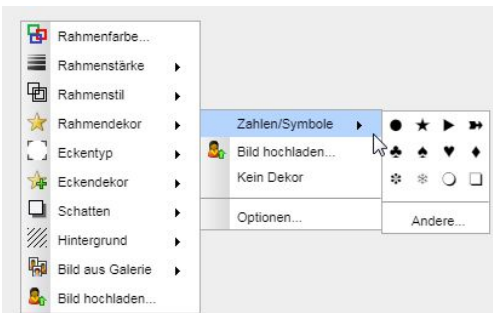 Rahmenfarbe...
Rahmenstärke
Rahmenstil
Rahmendekor
Eckentyp
Eckendekor
Schatten
Hintergrund
Bild aus Galerie
Bild hochladen...
Zahlen/Symbole
Bild hochladen...
Kein Dekor
Optionen...
Andere...